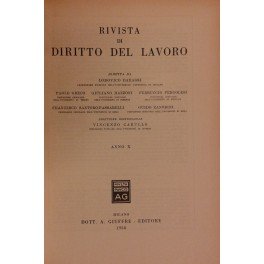 RIVISTA
DI
DIRITTO DEL LAVORO
DIRETTA DA
LODOVICO BARASSI
PAOLO GRECO GIULIANO MAZZONI FERRUCCIO PERGOLESI
FRANCESCO SANTORO-PASSARELLI GUIDO ZANOBINI
VINCENZO CARULLO
ANNO X
AG
MILANO
DOTT. A. GIUFFRÈ - EDITORE
1958